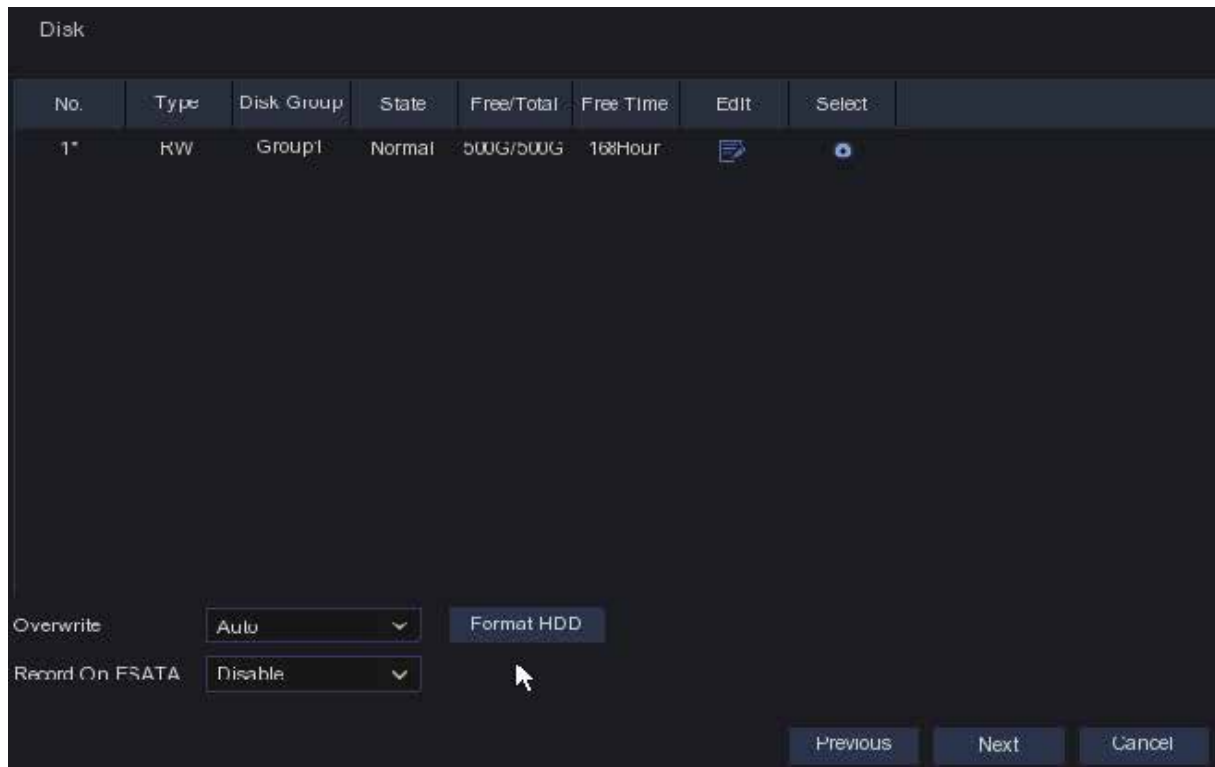 Disk
No. Type Disk Group State Free/Total Free Time Edit Select
1* RW Group1 Normal 500G/500G 168Hour
Overwrite Auto Format HDD
Record On ESATA Disable
Previous Next Cancel